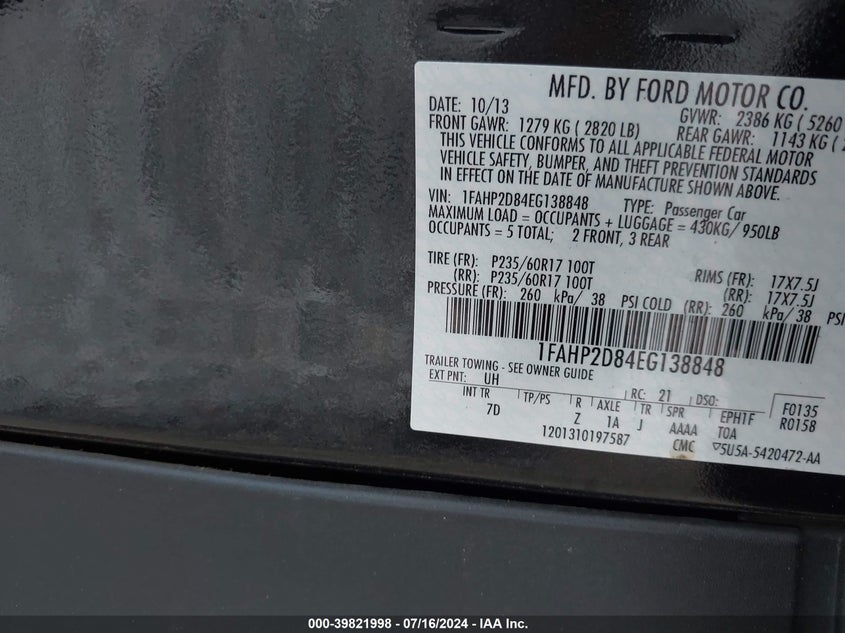 MFD. BY FORD MOTOR CO.
DATE: 10/13 GVWR: 2386 KG ( 5260
FRONT GAWR: 1279 KG ( 2820 LB) REAR GAWR: 1143 KG (
THIS VEHICLE CONFORMS TO ALL APPLICABLE FEDERAL MOTOR
VEHICLE SAFETY, BUMPER, AND THEFT PREVENTION STANDARDS
IN EFFECT ON THE DATE OF MANUFACTURE SHOWN ABOVE.
VIN: 1FAHP2D84EG138848 TYPE: Passenger Car
MAXIMUM LOAD = OCCUPANTS + LUGGAGE = 430KG/ 950LB
OCCUPANTS = 5 TOTAL; 2 FRONT, 3 REAR
TIRE (FR): P235/60R17 100T RIMS (FR): 17X7.5J
(RR): P235/60R17 100T (RR): 17X7.5J
PRESSURE (FR): 260 kPa/ 38 PSI COLD (RR): 260 kPa/ 38 PSI
1FAHP2D84EG138848
TRAILER TOWING - SEE OWNER GUIDE
EXT PNT: UH RC: 21 DSO: F0135
INT TR TP/PS R AXLE TR SPR EPH1F R0158
7D Z 1A J AAAA TOA
1201310197587 CMC ▽5U5A-5420472-AA
000-39821998 - 07/16/2024 - IAA Inc.